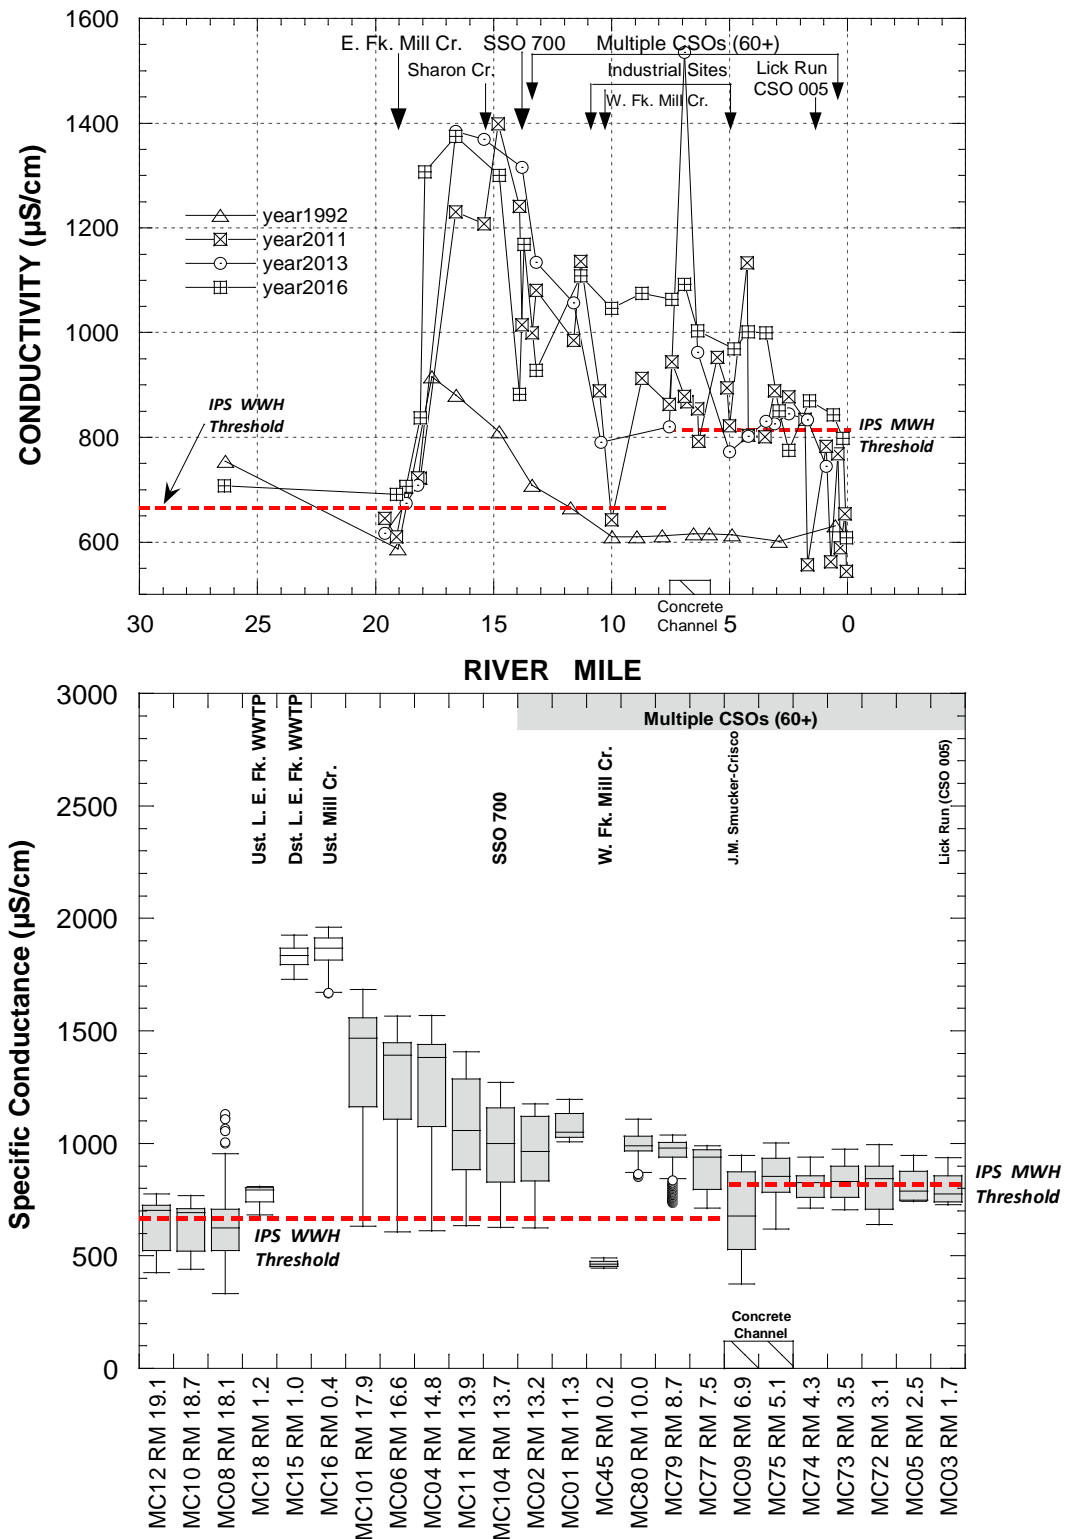 1600
1400
1200
1000
800
600
CONDUCTIVITY (µS/cm)
E. Fk. Mill Cr.
SSO 700
Multiple CSOs (60+)
Sharon Cr.
Industrial Sites
Lick Run
CSO 005
W. Fk. Mill Cr.
year1992
year2011
year2013
year2016
IPS WWH
Threshold
IPS MWH
Threshold
Concrete
Channel
30 25 20 15 10 5 0
RIVER MILE
3000
2500
2000
1500
1000
500
0
Specific Conductance (µS/cm)
Multiple CSOs (60+)
Ust. L. E. Fk. WWTP
Dst. L. E. Fk. WWTP
Ust. Mill Cr.
SSO 700
W. Fk. Mill Cr.
J.M. Smucker-Crisco
Lick Run (CSO 005)
IPS WWH
Threshold
IPS MWH
Threshold
Concrete
Channel
MC12 RM 19.1
MC10 RM 18.7
MC08 RM 18.1
MC18 RM 1.2
MC15 RM 1.0
MC16 RM 0.4
MC101 RM 17.9
MC06 RM 16.6
MC04 RM 14.8
MC11 RM 13.9
MC104 RM 13.7
MC02 RM 13.2
MC01 RM 11.3
MC45 RM 0.2
MC80 RM 10.0
MC79 RM 8.7
MC77 RM 7.5
MC09 RM 6.9
MC75 RM 5.1
MC74 RM 4.3
MC73 RM 3.5
MC72 RM 3.1
MC05 RM 2.5
MC03 RM 1.7